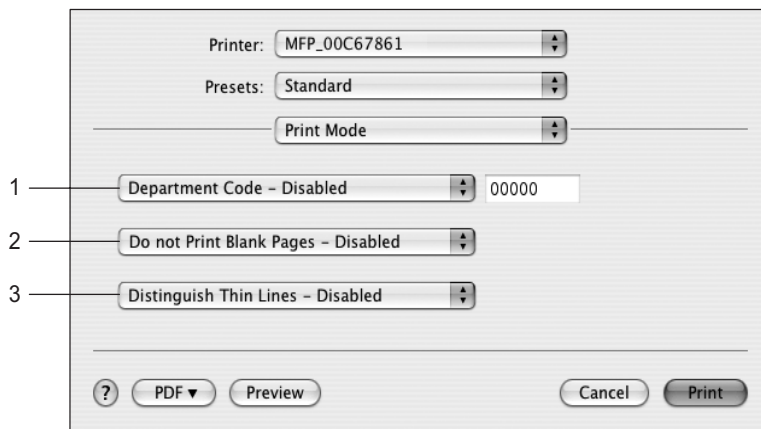 Printer: MFP_00C67861
Presets: Standard
Print Mode
1 Department Code – Disabled 00000
2 Do not Print Blank Pages – Disabled
3 Distinguish Thin Lines – Disabled
? PDF ▼ Preview Cancel Print